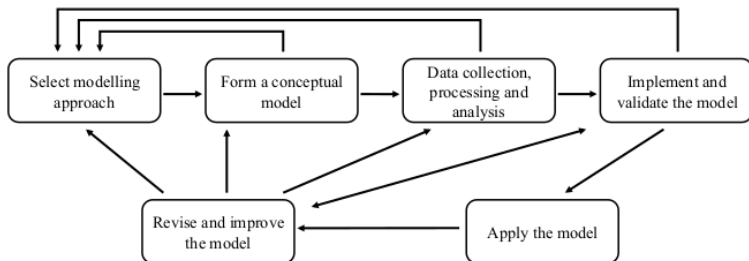 Select modelling
approach
Form a conceptual
model
Data collection,
processing and
analysis
Implement and
validate the model
Revise and improve
the model
Apply the model